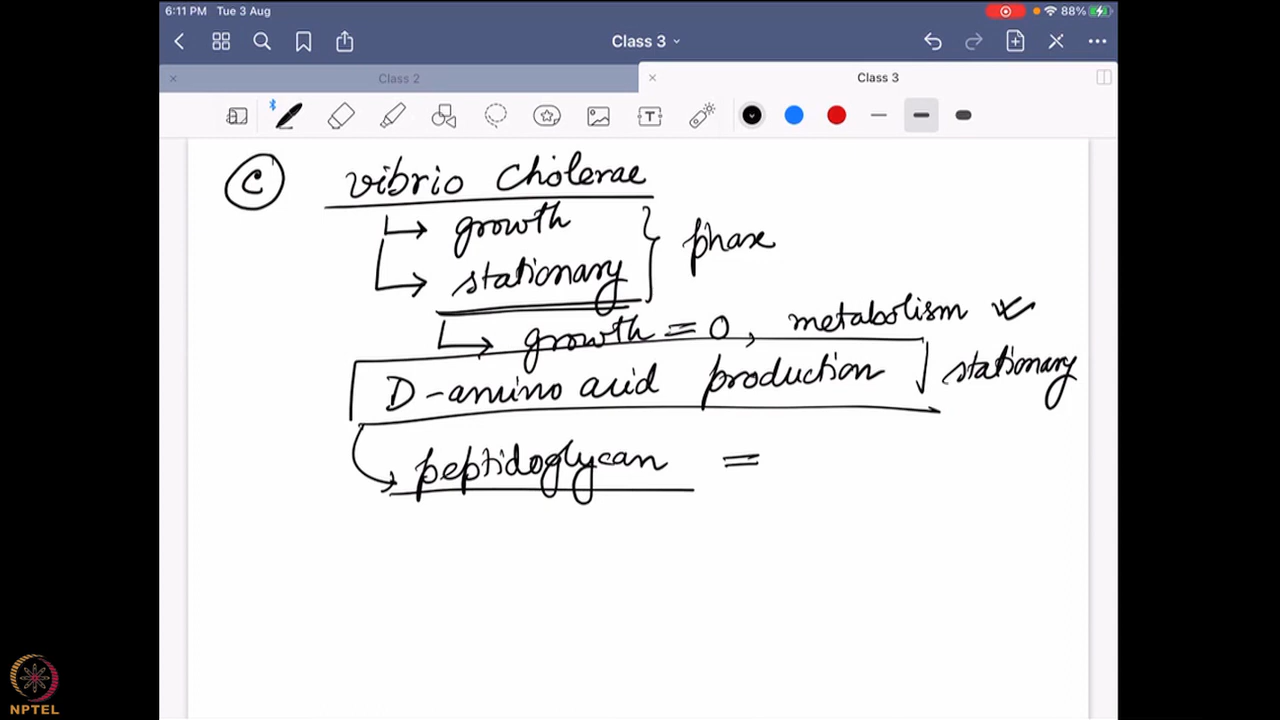 6:11 PM Tue 3 Aug 88%
Class 3
Class 2
Class 3
C vibrio cholerae
growth
stationary phase
growth = 0, metabolism
D-amino acid production stationary
peptidoglycan =
NPTEL